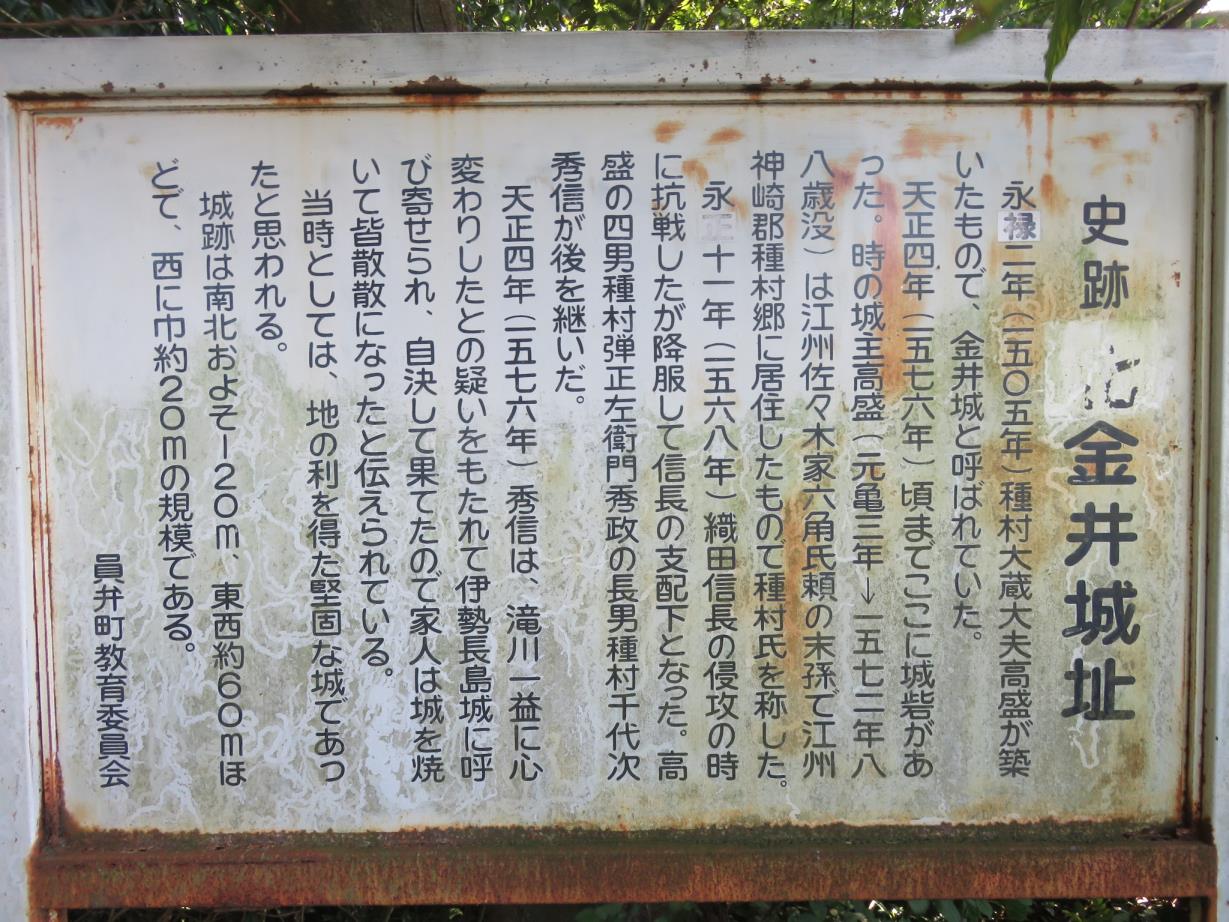 史跡 北金井城址
永禄二年（一五〇五年）種村大蔵大夫高盛が築
いたもので、金井城と呼ばれていた。
天正四年（一五七六年）頃までここに城砦があ
った。時の城主高盛（元亀三年→一五七二年八
八歳没）は江州佐々木家六角氏頼の末孫で江州
神崎郡種村郷に居住したもので種村氏を称した。
永正十一年（一五六八年）織田信長の侵攻の時
に抗戦したが降服して信長の支配下となった。高
盛の四男種村弾正左衛門秀政の長男種村千代次
秀信が後を継いだ。
天正四年（一五七六年）秀信は、滝川一益に心
変わりしたとの疑いをもたれて伊勢長島城に呼
び寄せられ、自決して果てたので家人は城を焼
いて皆散散になったと伝えられている。
当時としては、地の利を得た堅固な城であっ
たと思われる。
城跡は南北およそ120m、東西約60mほ
どで、西に巾約20mの規模である。
員弁町教育委員会